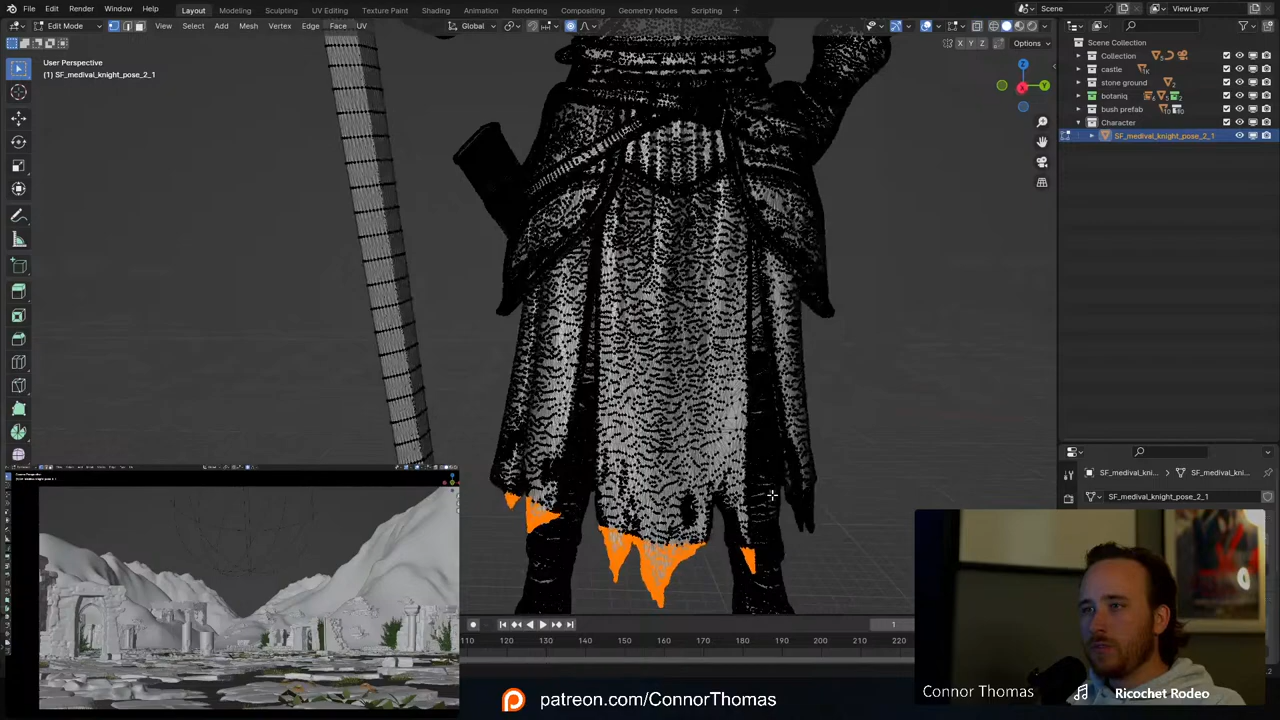 File Edit Render Window Help
Layout Modeling Sculpting UV Editing Texture Paint Shading Animation Rendering Compositing Geometry Nodes Scripting
Scene
ViewLayer
Edit Mode
View Select Add Mesh Vertex Edge Face UV
Global
X Y Z
Options
User Perspective
(1) SF_medival_knight_pose_2_1
Z
Y
X
Scene Collection
Collection
castle
stone ground
botaniq
bush prefab
Character
SF_medival_knight_pose_2_1
SF_medival_kni...
SF_medival_kni...
SF_medival_knight_pose_2_1
1
110 120 130 140 150 160 170 180 190 200 210 220
patreon.com/ConnorThomas
Connor Thomas
Ricochet Rodeo